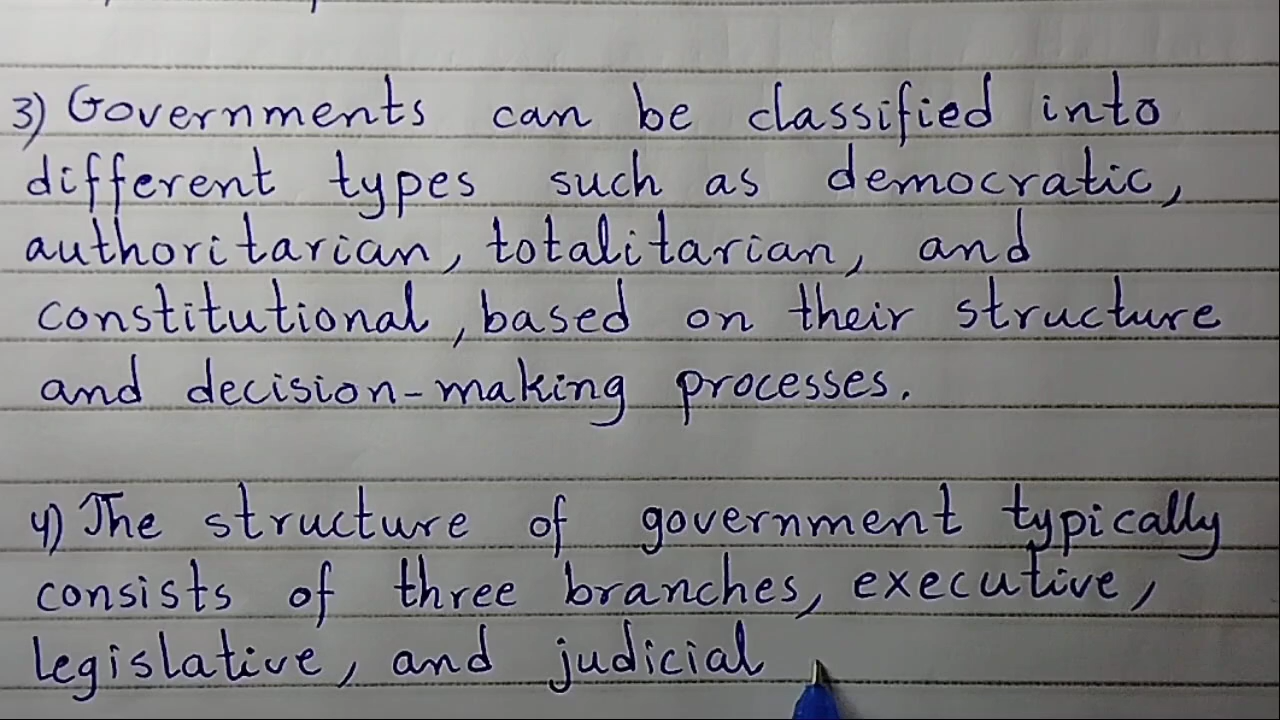 3) Governments can be classified into
different types such as democratic,
authoritarian, totalitarian, and
constitutional, based on their structure
and decision-making processes.
4) The structure of government typically
consists of three branches, executive,
legislative, and judicial